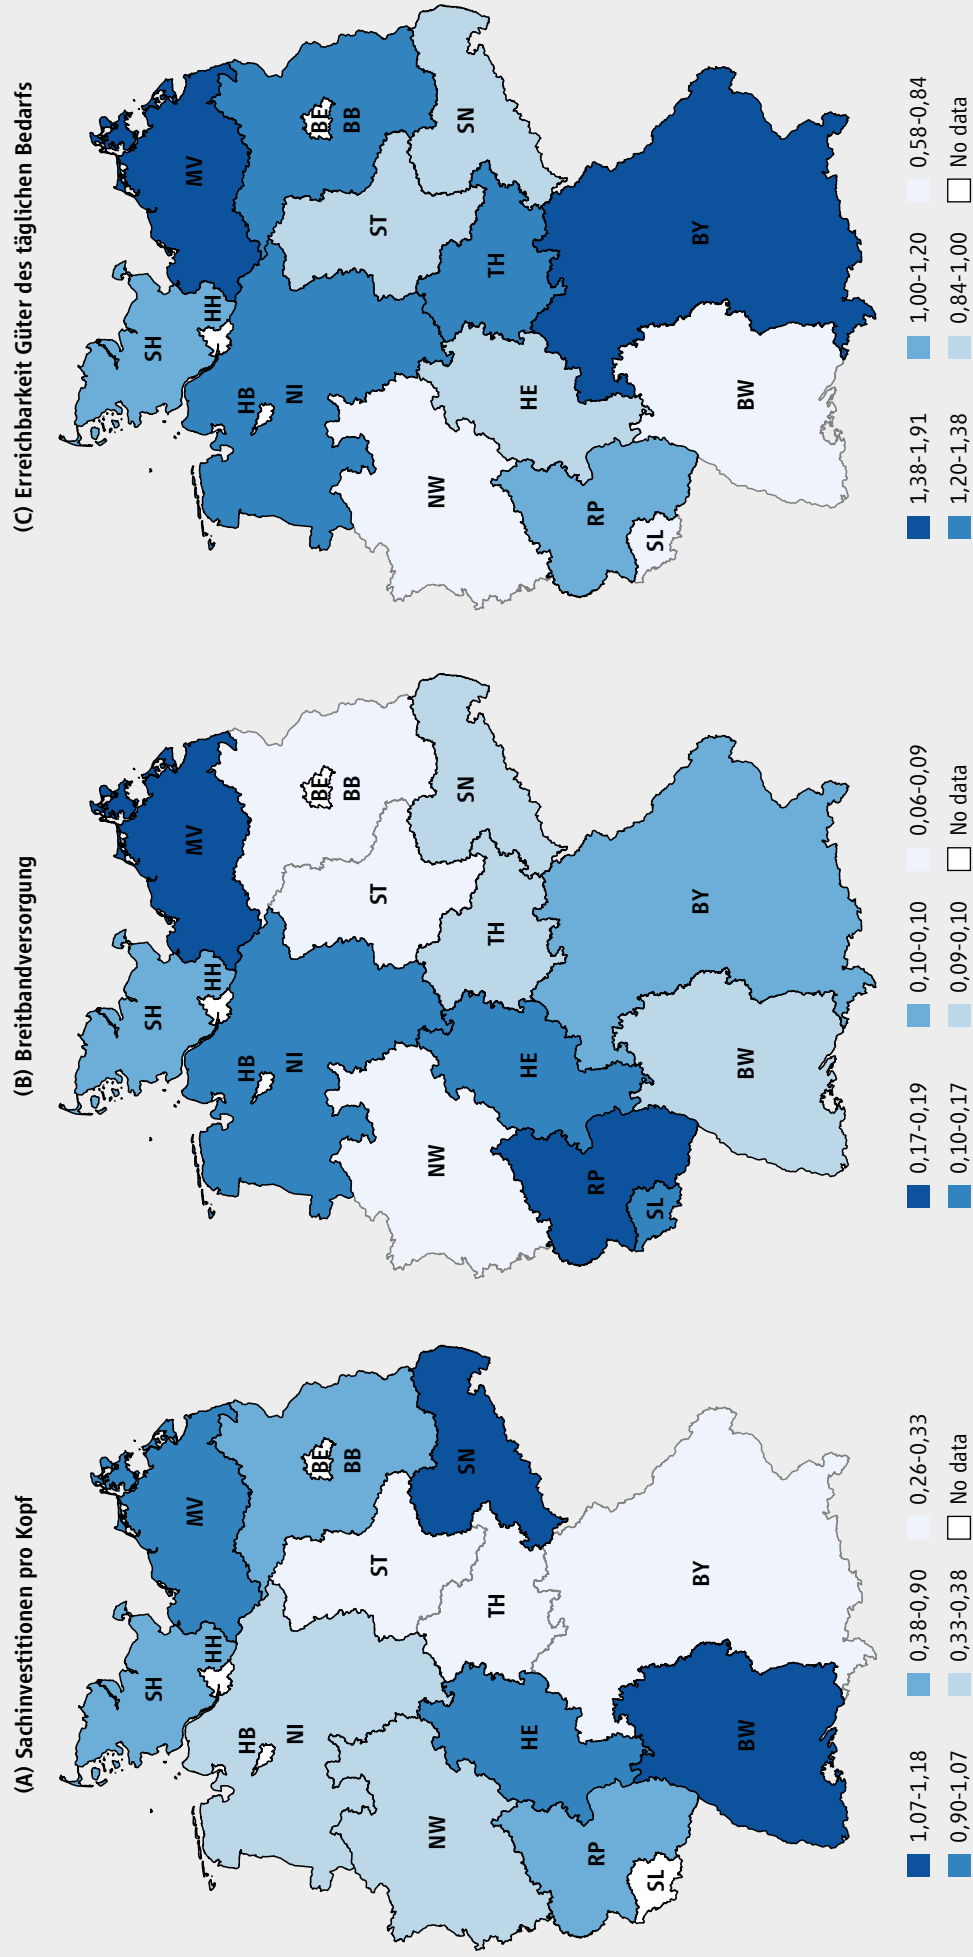 (A) Sachinvestitionen pro Kopf
SH
HH
MV
HB
NI
BE
BB
ST
NW
SN
TH
HE
RP
SL
BY
BW
1,07-1,18
0,38-0,90
0,26-0,33
0,90-1,07
0,33-0,38
No data
(B) Breitbandversorgung
SH
HH
MV
HB
NI
BE
BB
ST
NW
SN
TH
HE
RP
SL
BY
BW
0,17-0,19
0,10-0,10
0,06-0,09
0,10-0,17
0,09-0,10
No data
(C) Erreichbarkeit Güter des täglichen Bedarfs
SH
HH
MV
HB
NI
BE
BB
ST
NW
SN
TH
HE
RP
SL
BY
BW
1,38-1,91
1,00-1,20
0,58-0,84
1,20-1,38
0,84-1,00
No data